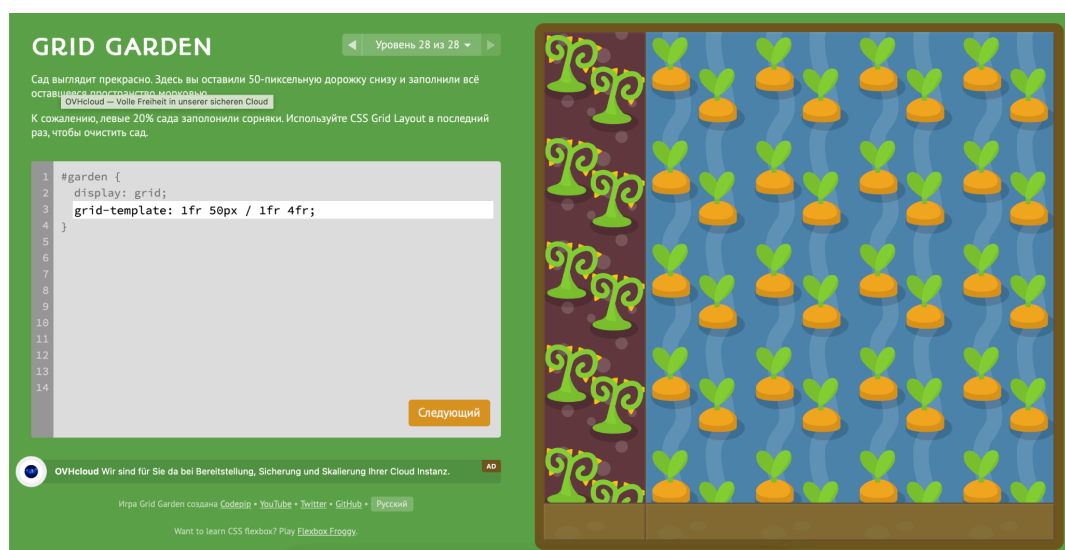 GRID GARDEN
Уровень 28 из 28
Сад выглядит прекрасно. Здесь вы оставили 50-пиксельную дорожку снизу и заполнили всё
оставшееся пространство морковью.
OVHcloud — Volle Freiheit in unserer sicheren Cloud
К сожалению, левые 20% сада заполонили сорняки. Используйте CSS Grid Layout в последний
раз, чтобы очистить сад.
1 #garden {
2 display: grid;
3 grid-template: 1fr 50px / 1fr 4fr;
4 }
5
6
7
8
9
10
11
12
13
14
Следующий
OVHcloud Wir sind für Sie da bei Bereitstellung, Sicherung und Skalierung Ihrer Cloud Instanz.
AD
Игра Grid Garden создана Codepip • YouTube • Twitter • GitHub • Русский
Want to learn CSS flexbox? Play Flexbox Froggy.